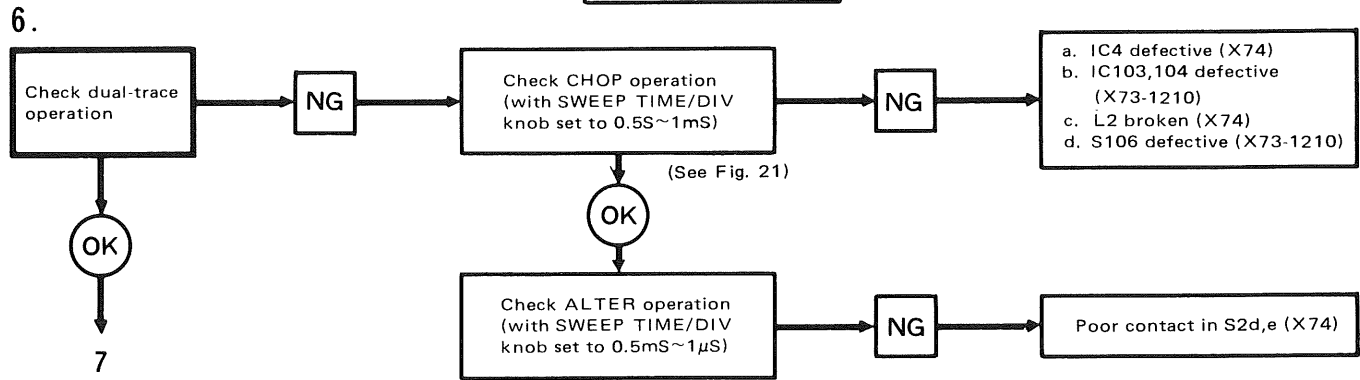 6.
Check dual-trace
operation
NG
Check CHOP operation
(with SWEEP TIME/DIV
knob set to 0.5S~1mS)
NG
a. IC4 defective (X74)
b. IC103,104 defective
(X73-1210)
c. L2 broken (X74)
d. S106 defective (X73-1210)
(See Fig. 21)
OK
OK
7
Check ALTER operation
(with SWEEP TIME/DIV
knob set to 0.5mS~1μS)
NG
Poor contact in S2d,e (X74)